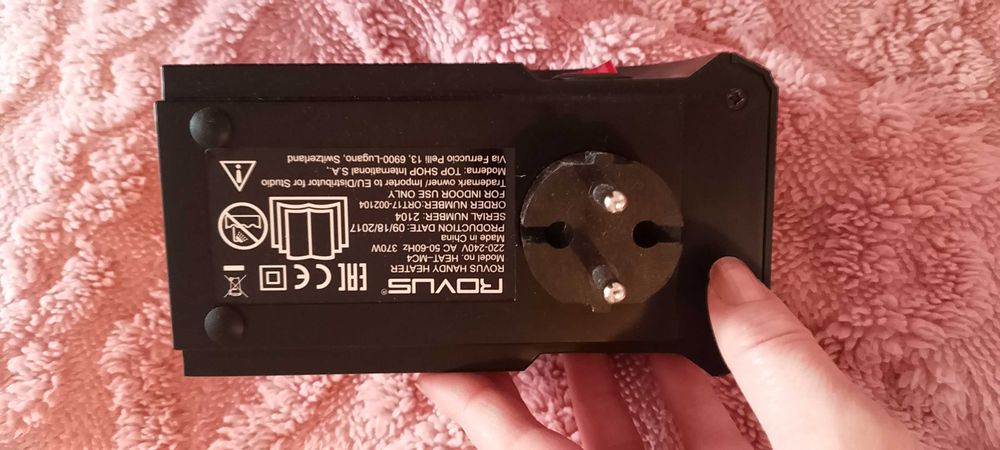 ROVUS®
ROVUS HANDY HEATER
Model no. HEAT-MC4
220-240V AC 50-60Hz 370W
Made in China
PRODUCTION DATE: 09/18/2017
SERIAL NUMBER: 2104
ORDER NUMBER:ORT17-002104
FOR INDOOR USE ONLY
Trademark owner/ Importer to EU/Distributor for Studio
Moderna: TOP SHOP International S.A.,
Via Ferruccio Pelli 13, 6900-Lugano, Switzerland
CE EAC